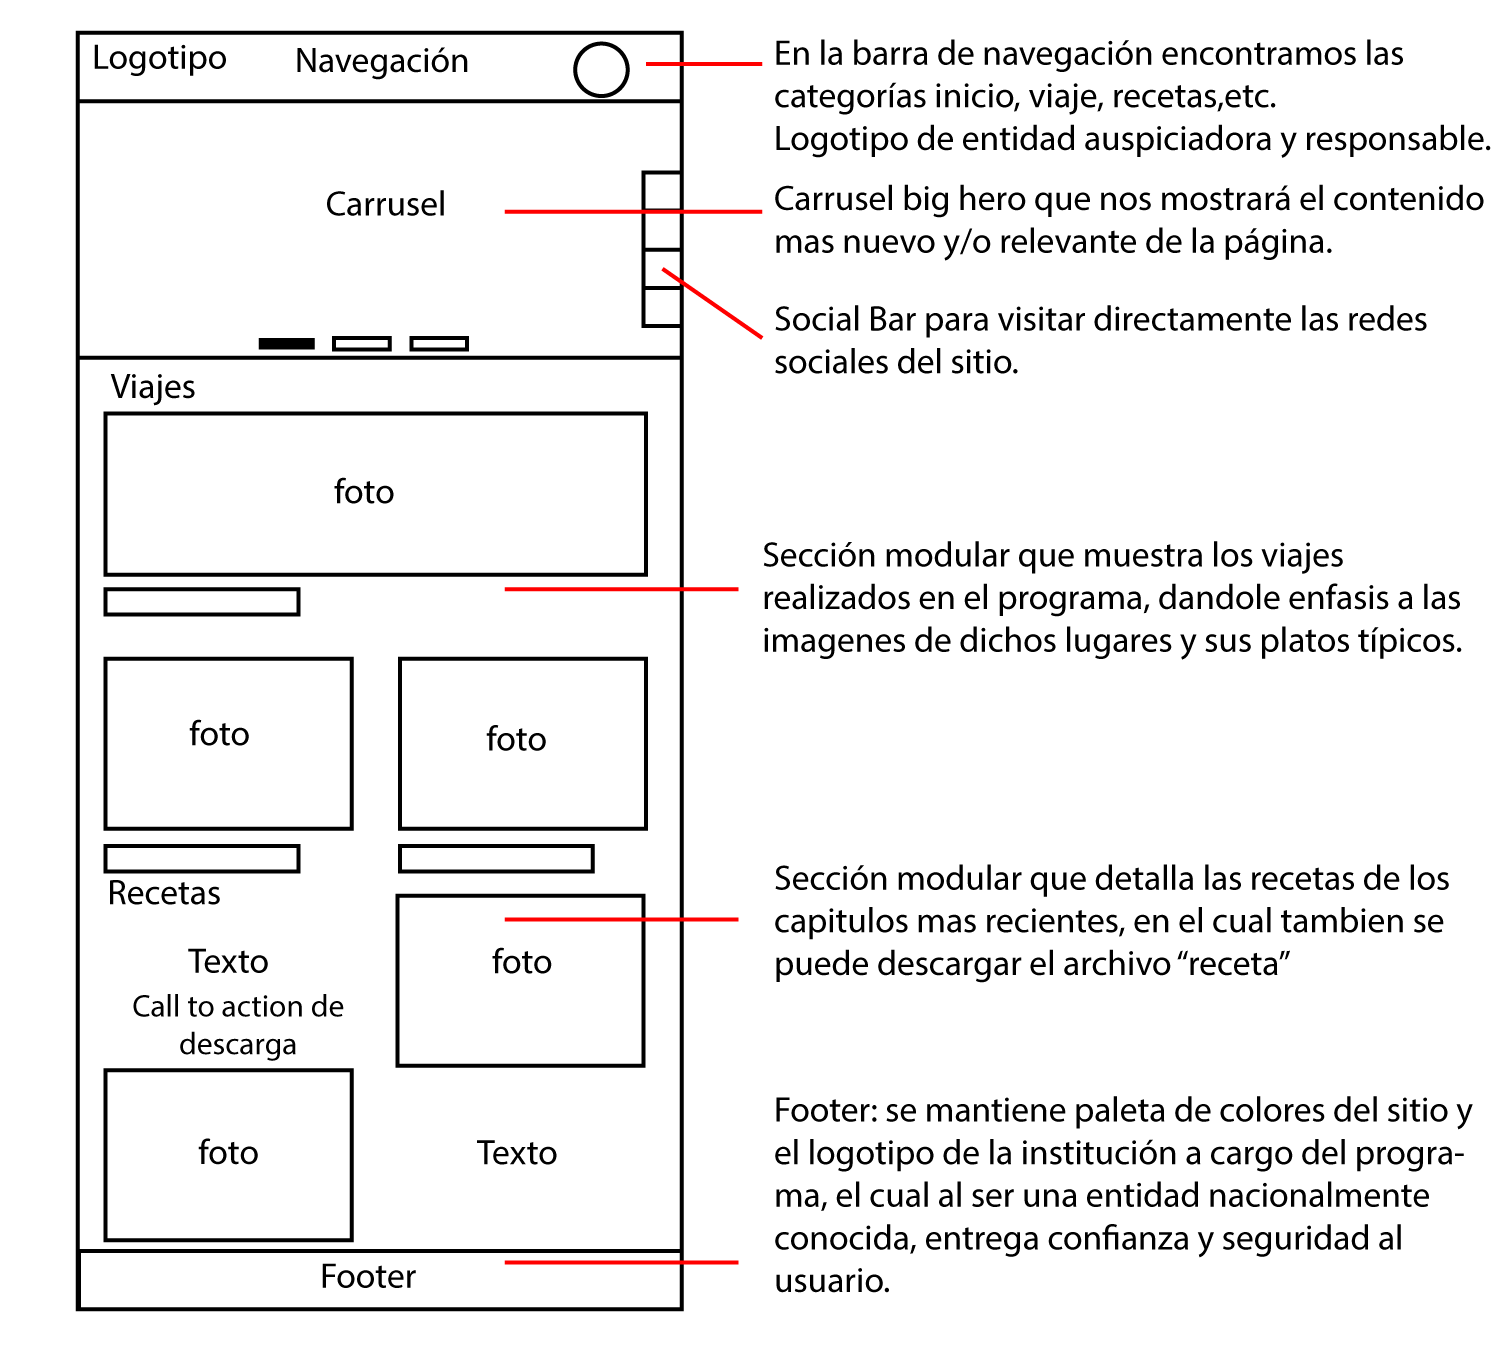 Logotipo
Navegación
Carrusel
Viajes
foto
foto
foto
Recetas
Texto
Call to action de
descarga
foto
foto
Texto
Footer
En la barra de navegación encontramos las
categorías inicio, viaje, recetas,etc.
Logotipo de entidad auspiciadora y responsable.
Carrusel big hero que nos mostrará el contenido
mas nuevo y/o relevante de la página.
Social Bar para visitar directamente las redes
sociales del sitio.
Sección modular que muestra los viajes
realizados en el programa, dandole enfasis a las
imagenes de dichos lugares y sus platos típicos.
Sección modular que detalla las recetas de los
capitulos mas recientes, en el cual tambien se
puede descargar el archivo “receta”
Footer: se mantiene paleta de colores del sitio y
el logotipo de la institución a cargo del progra-
ma, el cual al ser una entidad nacionalmente
conocida, entrega confianza y seguridad al
usuario.